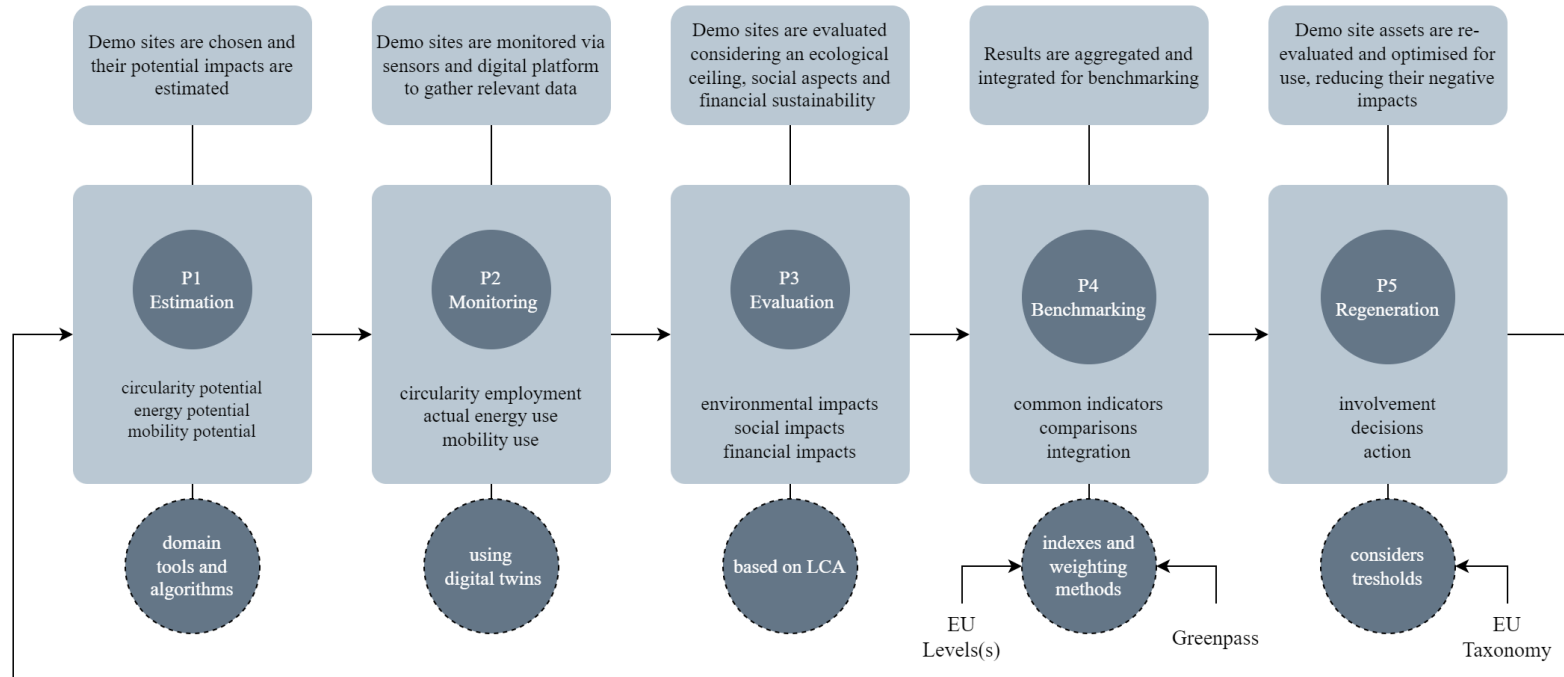 Demo sites are chosen and
their potential impacts are
estimated
Demo sites are monitored via
sensors and digital platform
to gather relevant data
Demo sites are evaluated
considering an ecological
ceiling, social aspects and
financial sustainability
Results are aggregated and
integrated for benchmarking
Demo site assets are re-
evaluated and optimised for
use, reducing their negative
impacts
P1
Estimation
circularity potential
energy potential
mobility potential
P2
Monitoring
circularity employment
actual energy use
mobility use
P3
Evaluation
environmental impacts
social impacts
financial impacts
P4
Benchmarking
common indicators
comparisons
integration
P5
Regeneration
involvement
decisions
action
domain
tools and
algorithms
using
digital twins
based on LCA
indexes and
weighting
methods
considers
tresholds
EU
Levels(s)
Greenpass
EU
Taxonomy